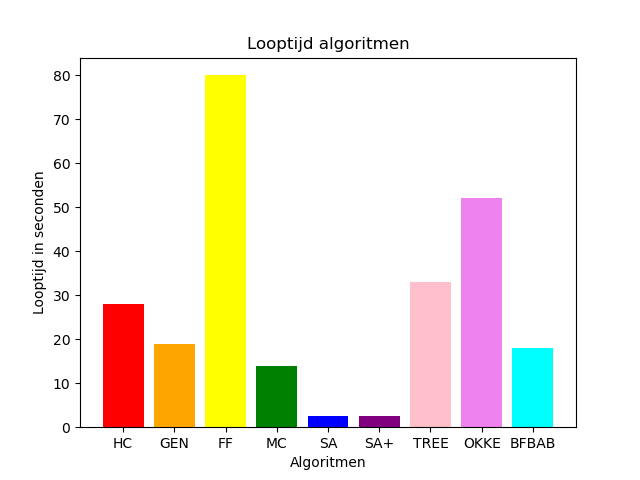 Looptijd algoritmen
Looptijd in seconden
80
70
60
50
40
30
20
10
0
HC GEN FF MC SA SA+ TREE OKKE BFBAB
Algoritmen